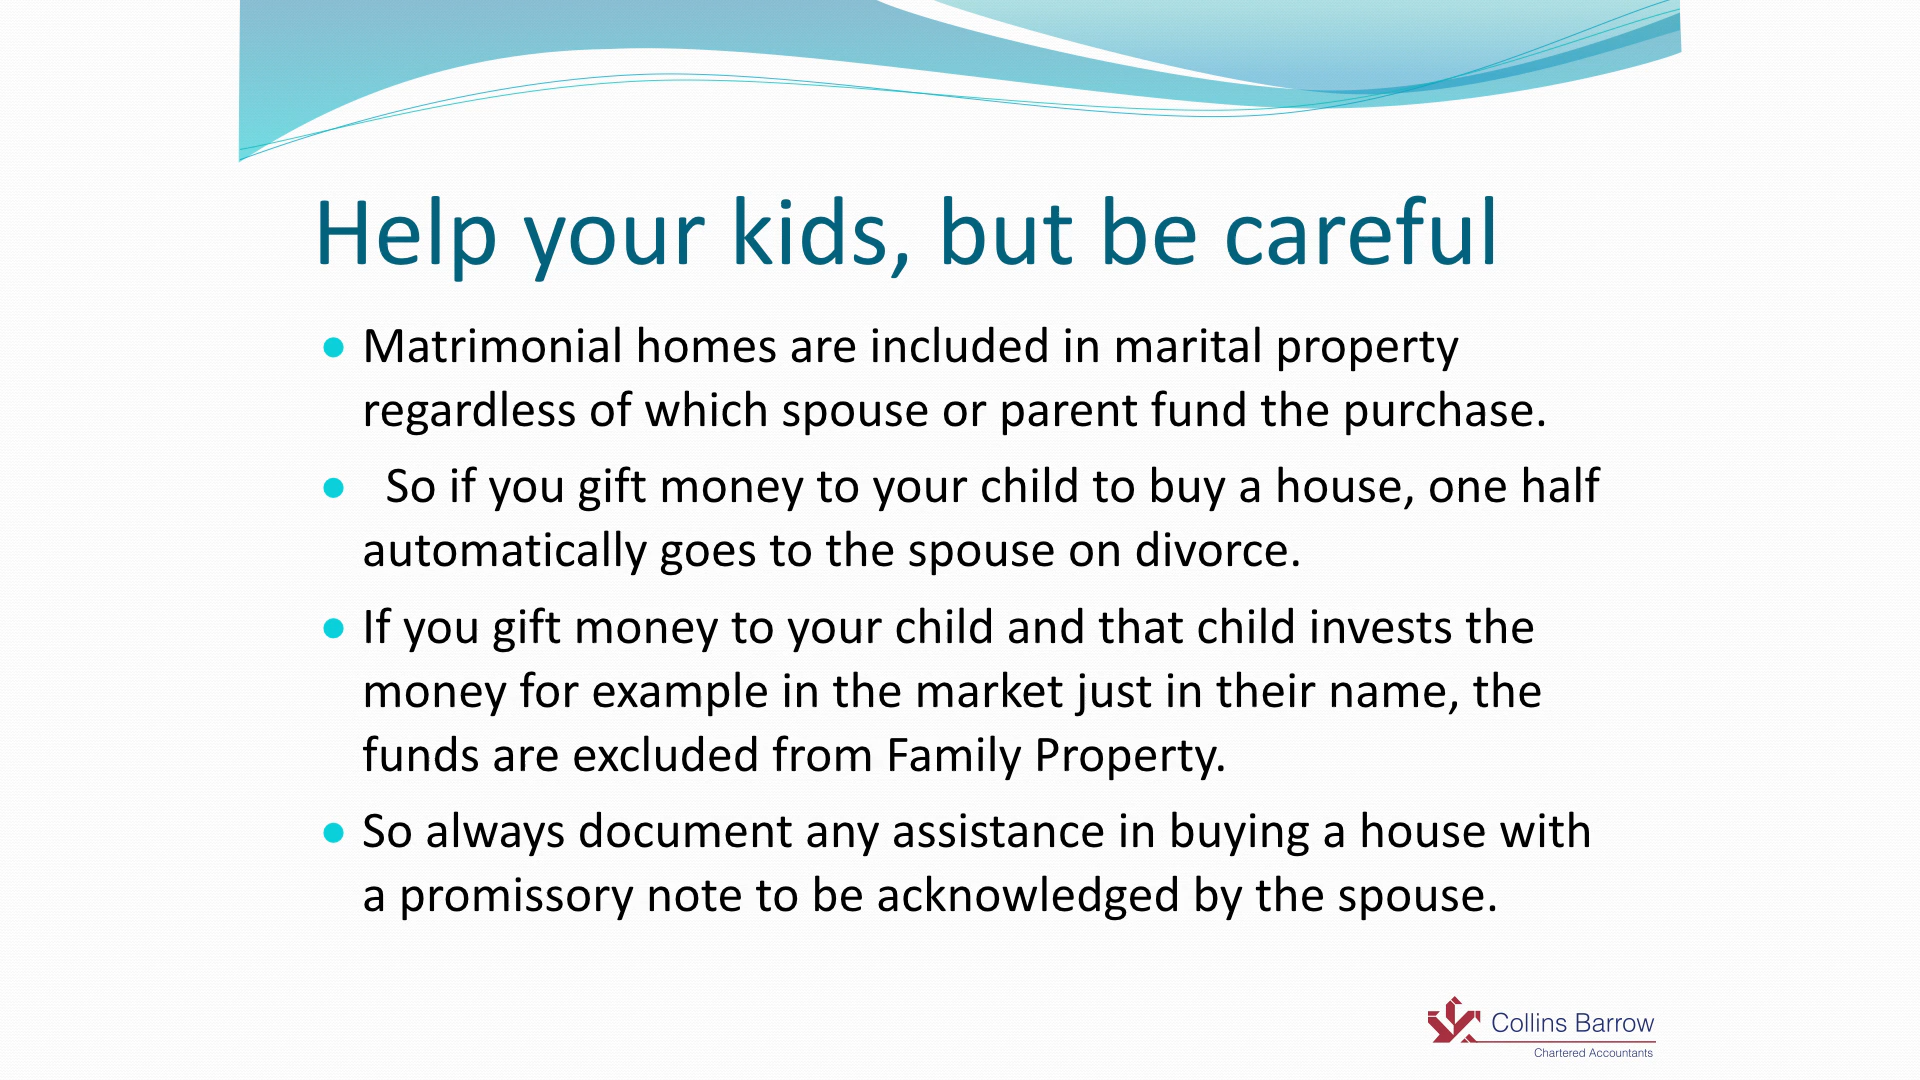 Help your kids, but be careful
• Matrimonial homes are included in marital property
regardless of which spouse or parent fund the purchase.
• So if you gift money to your child to buy a house, one half
automatically goes to the spouse on divorce.
• If you gift money to your child and that child invests the
money for example in the market just in their name, the
funds are excluded from Family Property.
• So always document any assistance in buying a house with
a promissory note to be acknowledged by the spouse.
Collins Barrow
Chartered Accountants